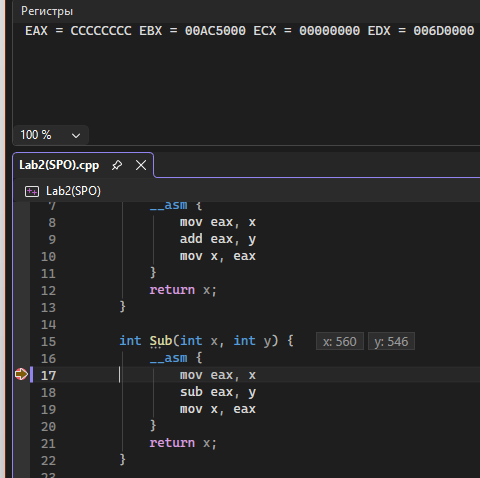 Регистры
EAX = CCCCCCCC EBX = 00AC5000 ECX = 00000000 EDX = 006D0000
100 %
Lab2(SPO).cpp
Lab2(SPO)
7 __asm {
8 mov eax, x
9 add eax, y
10 mov x, eax
11 }
12 return x;
13 }
14
15 int Sub(int x, int y) { x: 560 y: 546
16 __asm {
17 mov eax, x
18 sub eax, y
19 mov x, eax
20 }
21 return x;
22 }
23